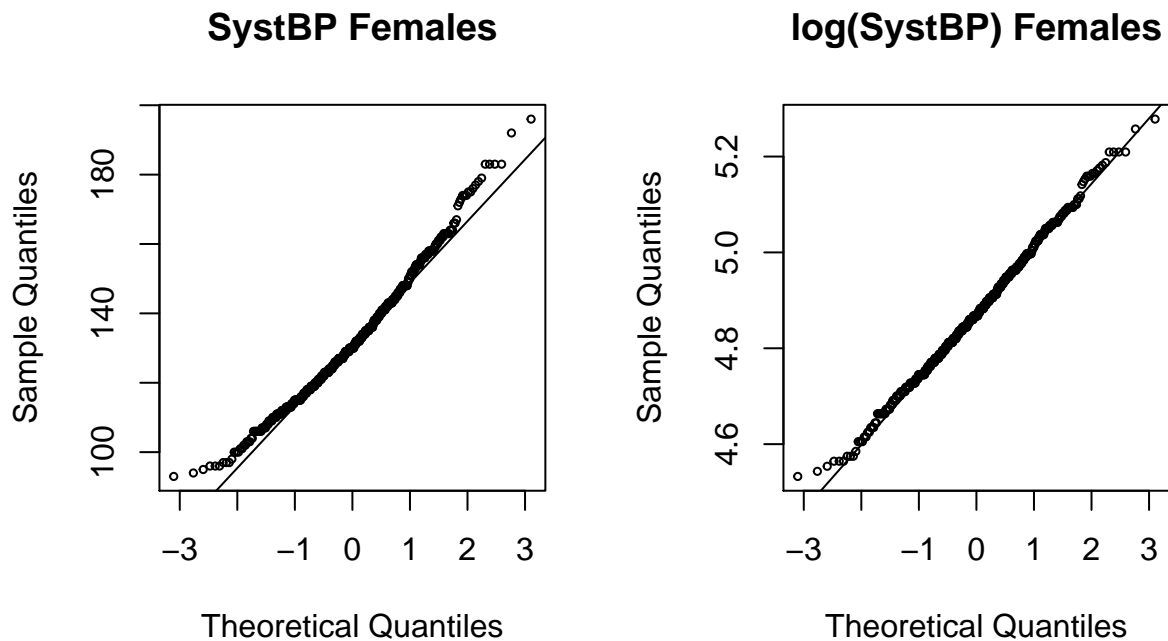 SystBP Females
Sample Quantiles
180
140
100
−3 −1 0 1 2 3
Theoretical Quantiles
log(SystBP) Females
Sample Quantiles
5.2
5.0
4.8
4.6
−3 −1 0 1 2 3
Theoretical Quantiles